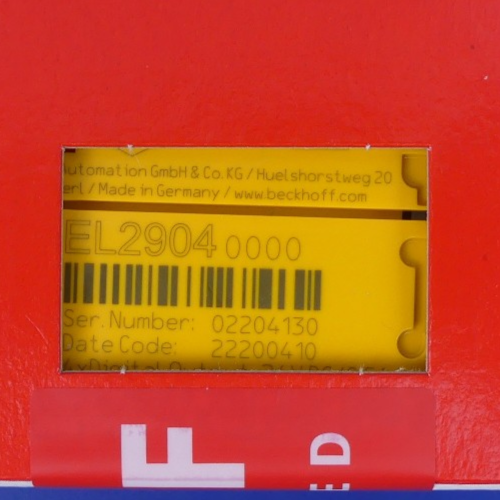 utomation GmbH & Co. KG / Huelshorstweg 20
erl / Made in Germany / www.beckhoff.com
EL2904 0000
Ser. Number: 02204130
Date Code: 22200410
F
ED